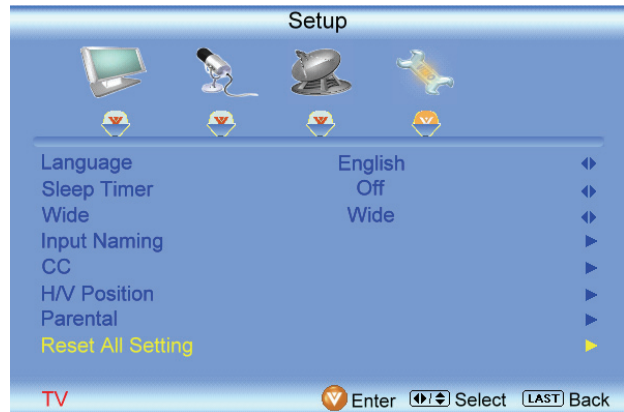 Setup
Language English
Sleep Timer Off
Wide Wide
Input Naming
CC
H/V Position
Parental
Reset All Setting
TV Enter / Select LAST Back